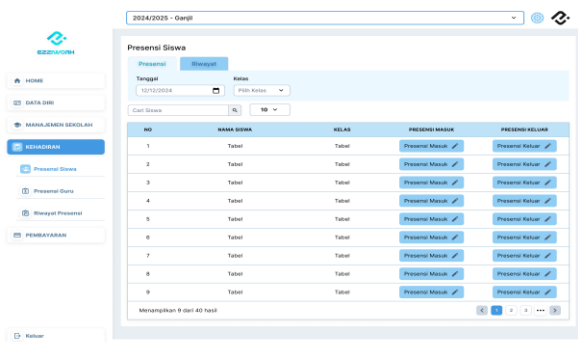 2024/2025 - Ganjil
EZZIWORH
HOME
DATA DIRI
MANAJEMEN SEKOLAH
KEHADIRAN
Presensi Siswa
Presensi Guru
Riwayat Presensi
PEMBAYARAN
Keluar
Presensi Siswa
Presensi Riwayat
Tanggal Kelas
12/12/2024 Pilih Kelas
Cari Siswa 10
NO NAMA SISWA KELAS PRESENSI MASUK PRESENSI KELUAR
1 Tabel Tabel Presensi Masuk Presensi Keluar
2 Tabel Tabel Presensi Masuk Presensi Keluar
3 Tabel Tabel Presensi Masuk Presensi Keluar
4 Tabel Tabel Presensi Masuk Presensi Keluar
5 Tabel Tabel Presensi Masuk Presensi Keluar
6 Tabel Tabel Presensi Masuk Presensi Keluar
7 Tabel Tabel Presensi Masuk Presensi Keluar
8 Tabel Tabel Presensi Masuk Presensi Keluar
9 Tabel Tabel Presensi Masuk Presensi Keluar
Menampilkan 9 dari 40 hasil < 1 2 3 ••• >